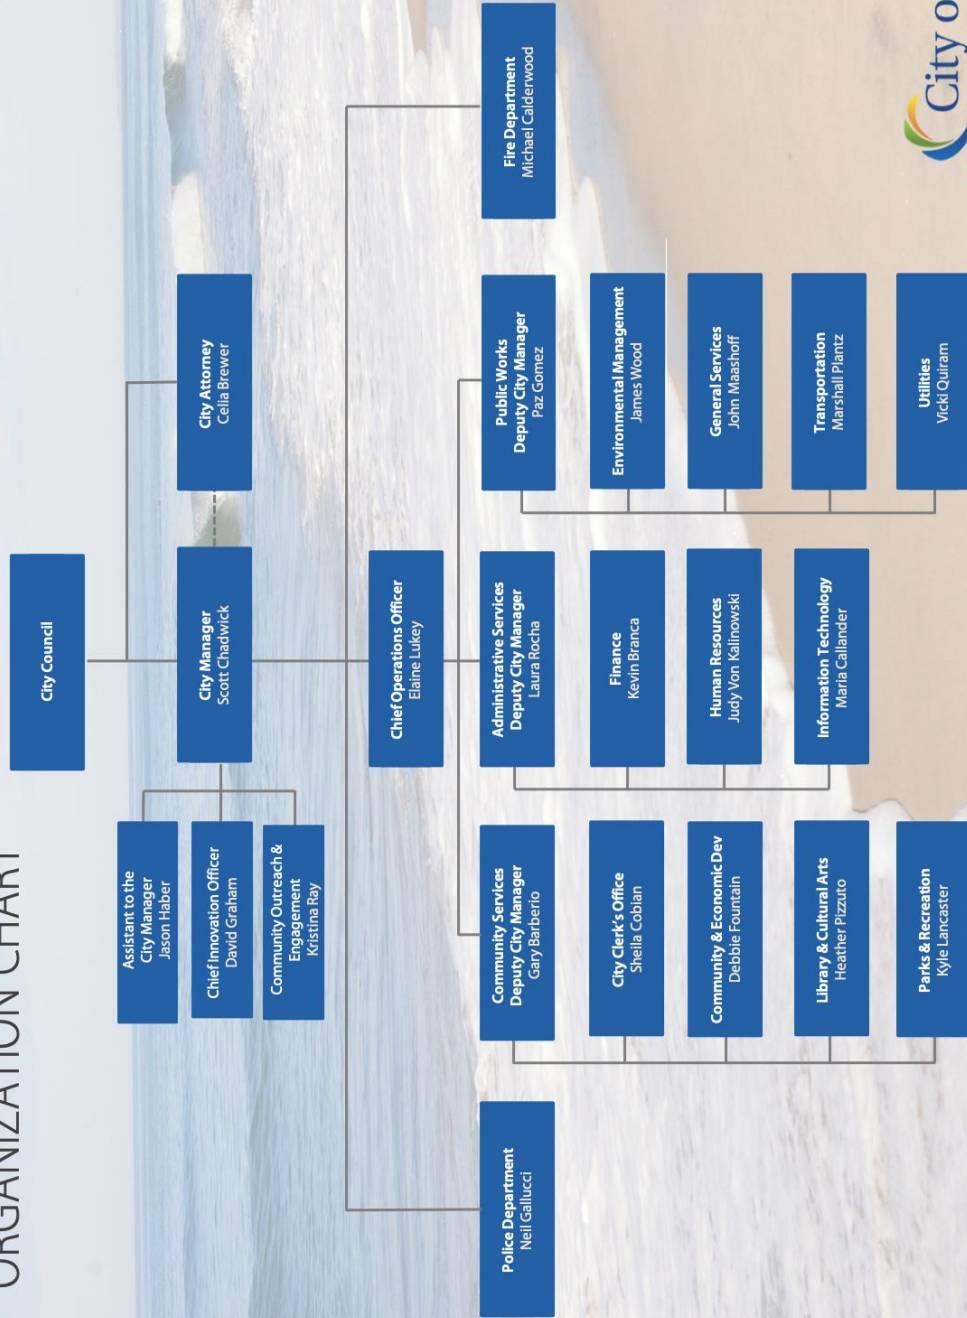 ORGANIZATION CHART
City Council
City Attorney
Celia Brewer
City Manager
Scott Chadwick
Assistant to the
City Manager
Jason Haber
Chief Innovation Officer
David Graham
Community Outreach &
Engagement
Kristina Ray
Chief Operations Officer
Elaine Lukey
Police Department
Neil Gallucci
Community Services
Deputy City Manager
Gary Barberio
City Clerk's Office
Sheila Cobian
Community & Economic Dev
Debbie Fountain
Library & Cultural Arts
Heather Pizzuto
Parks & Recreation
Kyle Lancaster
Administrative Services
Deputy City Manager
Laura Rocha
Finance
Kevin Branca
Human Resources
Judy Von Kalinowski
Information Technology
Maria Callander
Public Works
Deputy City Manager
Paz Gomez
Environmental Management
James Wood
General Services
John Maashoff
Transportation
Marshall Plantz
Utilities
Vicki Quiram
Fire Department
Michael Calderwood
City o